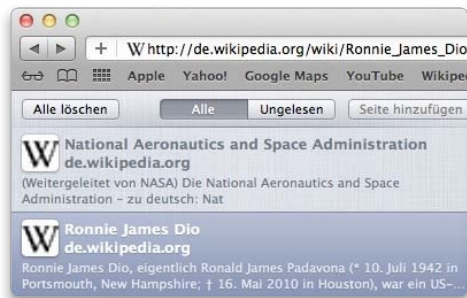 W http://de.wikipedia.org/wiki/Ronnie_James_Dio
Apple Yahoo! Google Maps YouTube Wikipe
Alle löschen Alle Ungelesen Seite hinzufügen
W National Aeronautics and Space Administration
de.wikipedia.org
(Weitergeleitet von NASA) Die National Aeronautics and Space
Administration – zu deutsch: Nat
W Ronnie James Dio
de.wikipedia.org
Ronnie James Dio, eigentlich Ronald James Padavona (* 10. Juli 1942 in
Portsmouth, New Hampshire; † 16. Mai 2010 in Houston), war ein US-...